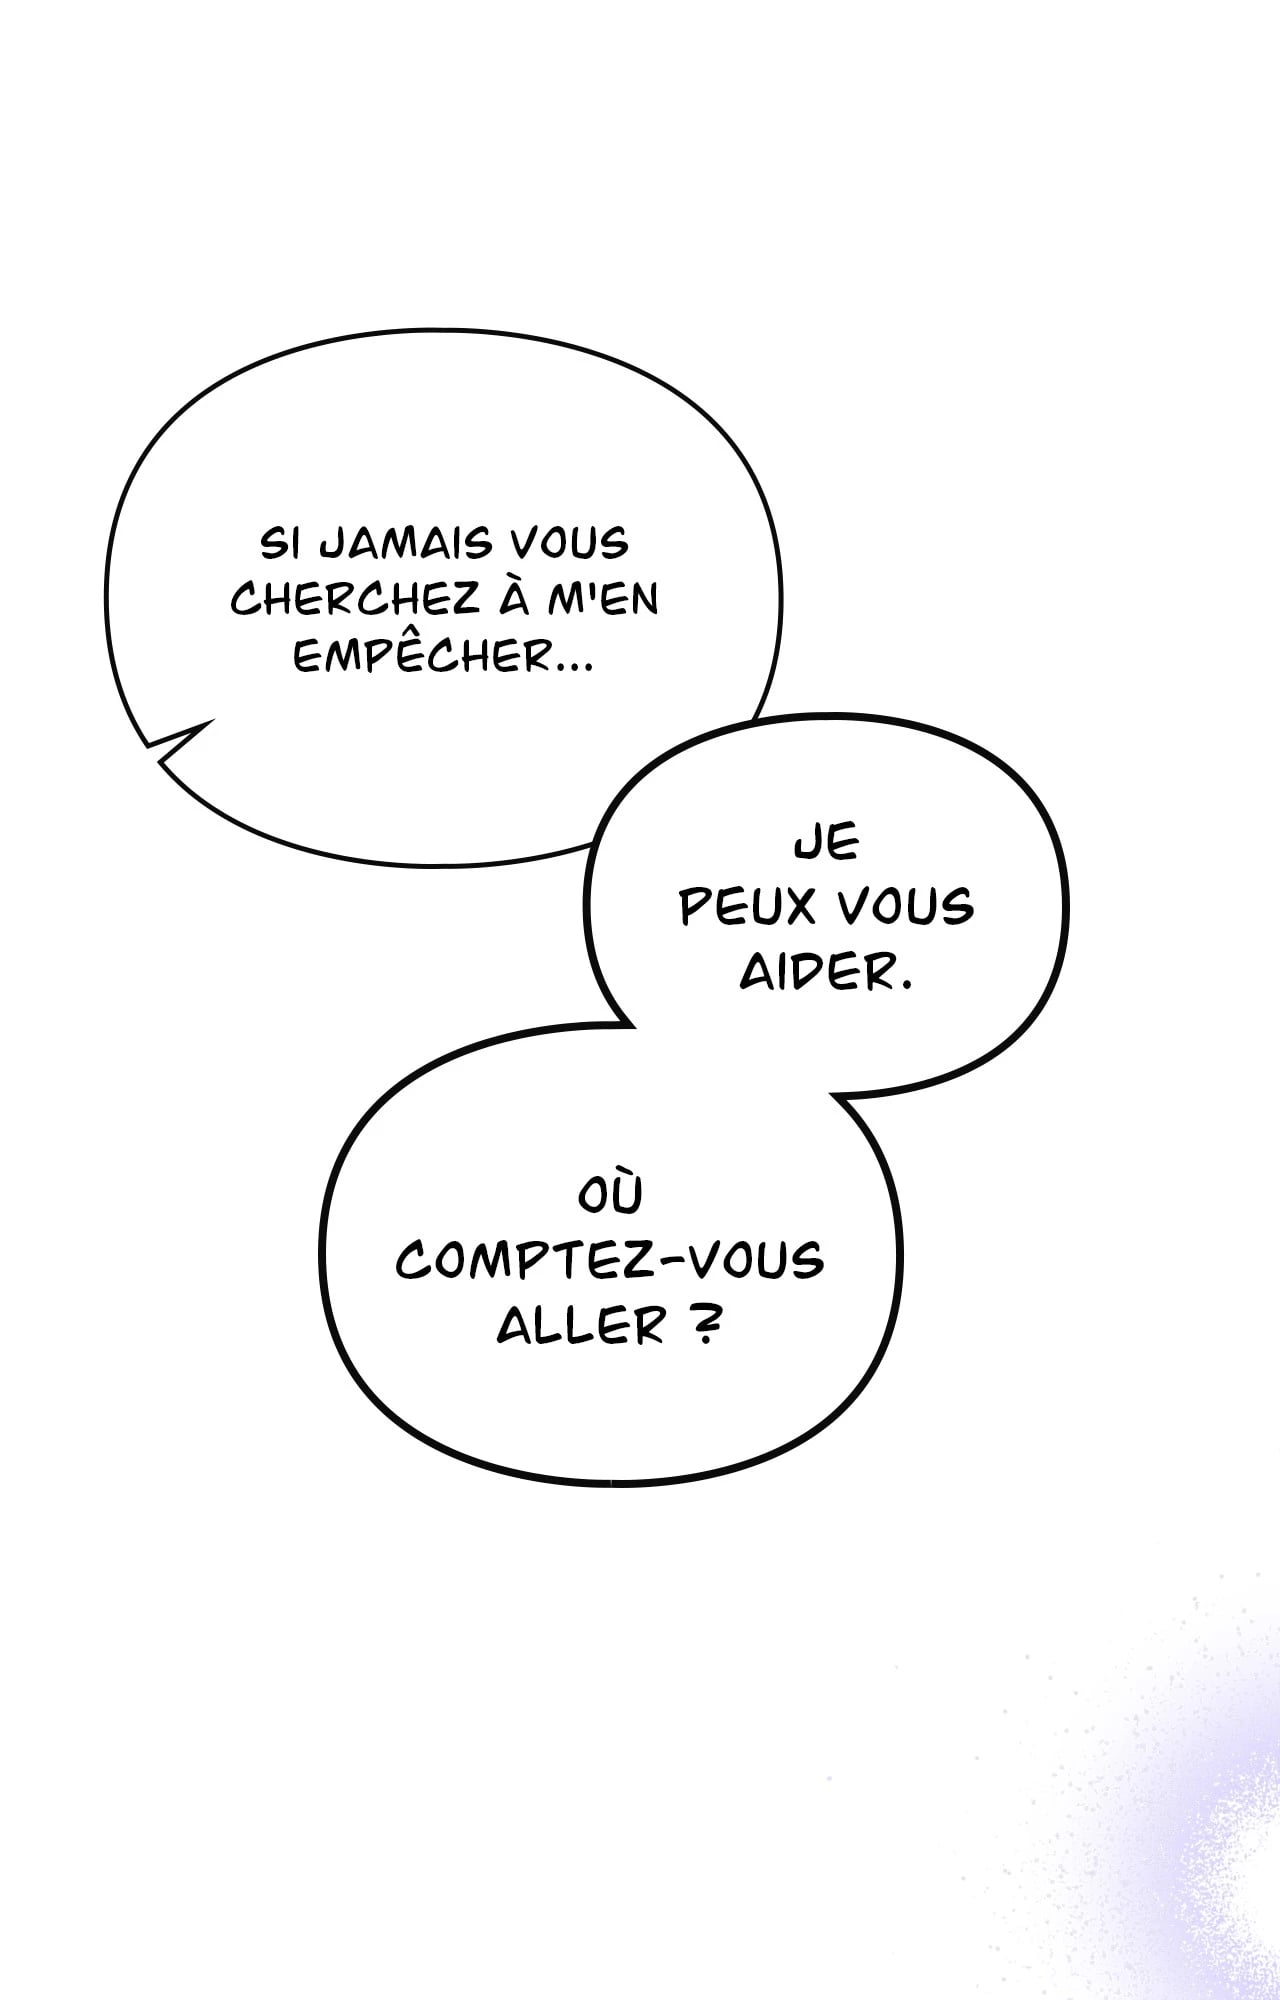 SI JAMAIS VOUS
CHERCHEZ À M'EN
EMPÊCHER...
JE
PEUX VOUS
AIDER.
OÙ
COMPTEZ-VOUS
ALLER ?